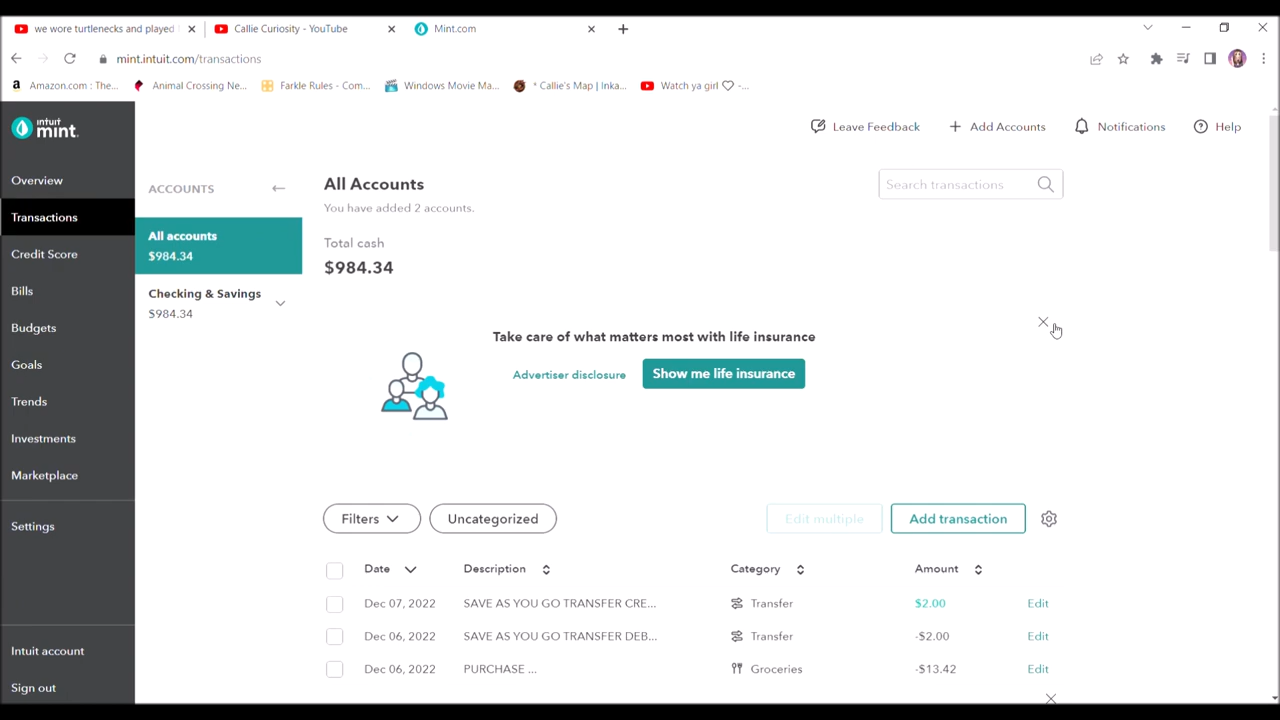 we wore turtlenecks and played
Callie Curiosity - YouTube
Mint.com
mint.intuit.com/transactions
Amazon.com : The...
Animal Crossing Ne...
Farkle Rules - Com...
Windows Movie Ma...
* Callie's Map | Inka...
Watch ya girl ♡ -...
intuit
mint
Leave Feedback
Add Accounts
Notifications
Help
Overview
Transactions
Credit Score
Bills
Budgets
Goals
Trends
Investments
Marketplace
Settings
Intuit account
Sign out
ACCOUNTS
All accounts
$984.34
Checking & Savings
$984.34
All Accounts
Search transactions
You have added 2 accounts.
Total cash
$984.34
Take care of what matters most with life insurance
Advertiser disclosure
Show me life insurance
Filters
Uncategorized
Edit multiple
Add transaction
Date Description Category Amount
Dec 07, 2022 SAVE AS YOU GO TRANSFER CRE... Transfer $2.00 Edit
Dec 06, 2022 SAVE AS YOU GO TRANSFER DEB... Transfer -$2.00 Edit
Dec 06, 2022 PURCHASE ... Groceries -$13.42 Edit